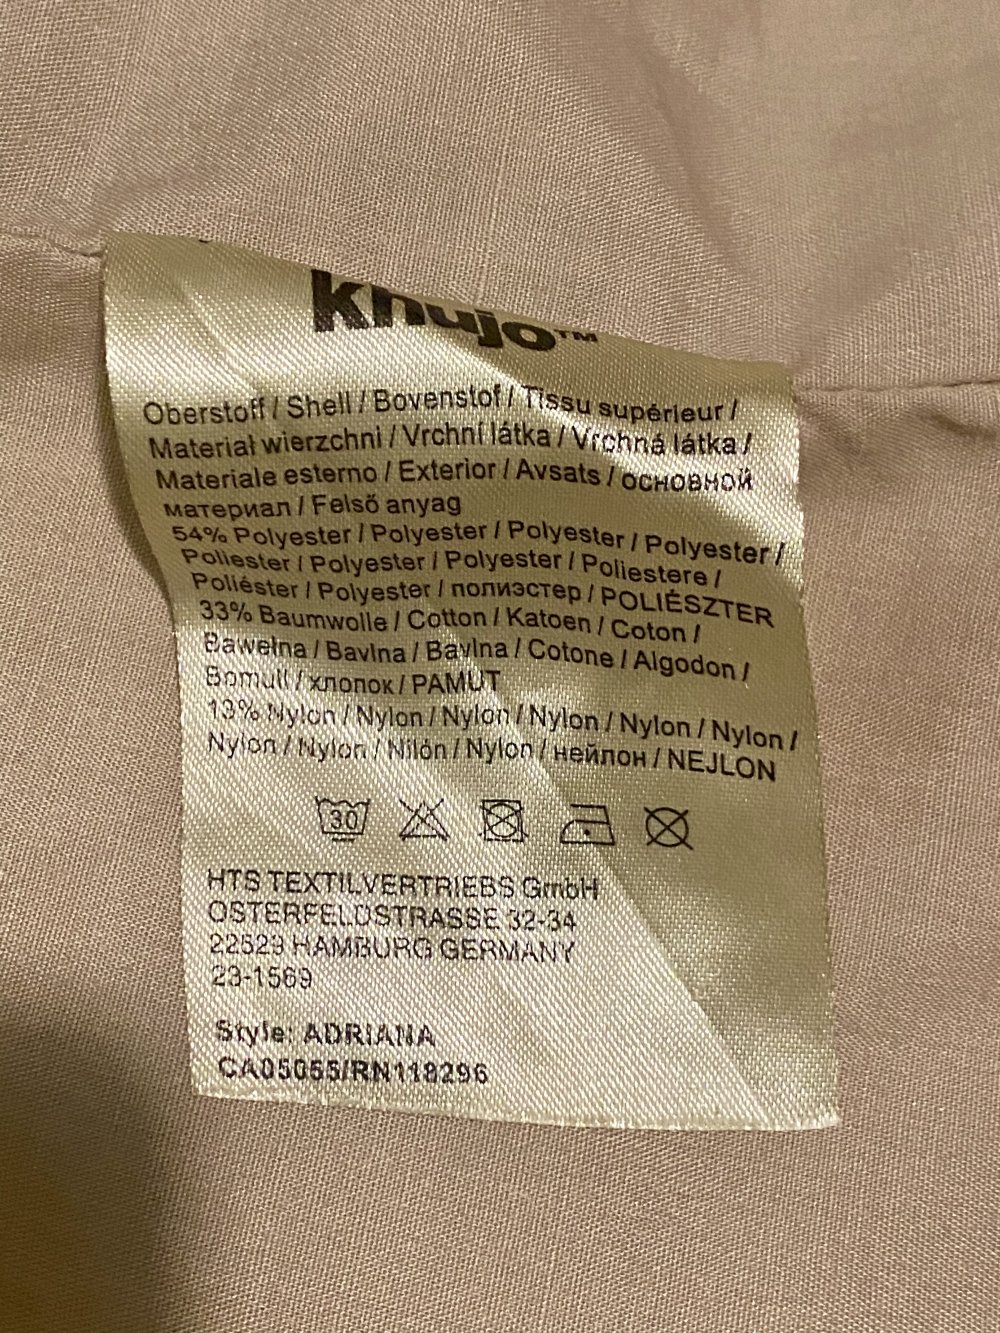 khujo™
Oberstoff / Shell / Bovenstof / Tissu supérieur /
Materiał wierzchni / Vrchní látka / Vrchná látka /
Materiale esterno / Exterior / Avsats / основной
материал / Felső anyag
54% Polyester / Polyester / Polyester / Polyester /
Poliester / Polyester / Polyester / Poliestere /
Poliéster / Polyester / полиэстер / POLIÉSZTER
33% Baumwolle / Cotton / Katoen / Coton /
Bawełna / Bavlna / Bavlna / Cotone / Algodon /
Bomull / хлопок / PAMUT
13% Nylon / Nylon / Nylon / Nylon / Nylon / Nylon /
Nylon / Nylon / Nilón / Nylon / нейлон / NEJLON
30
HTS TEXTILVERTRIEBS GmbH
OSTERFELDSTRASSE 32-34
22529 HAMBURG GERMANY
23-1569
Style: ADRIANA
CA05055/RN118296